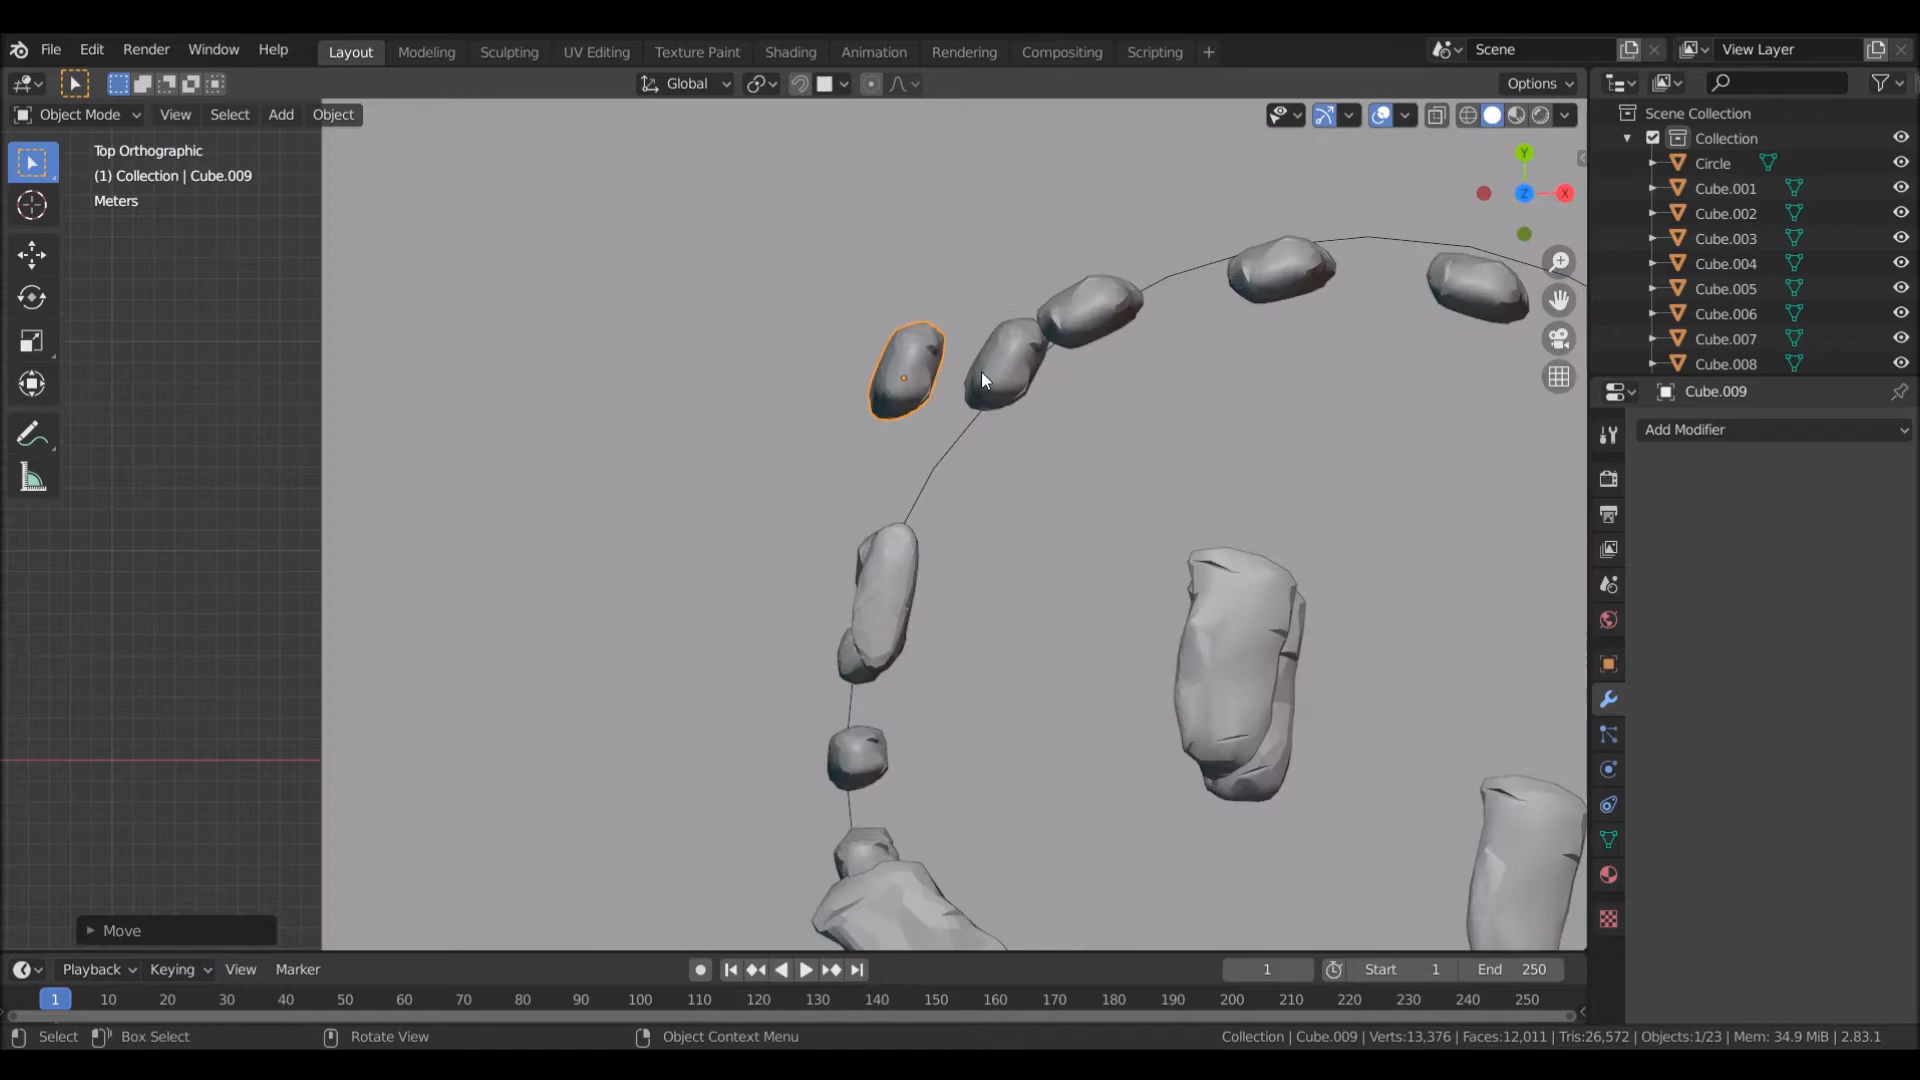 File Edit Render Window Help Layout Modeling Sculpting UV Editing Texture Paint Shading Animation Rendering Compositing Scripting + Scene View Layer
Global Options
Object Mode View Select Add Object
Top Orthographic
(1) Collection | Cube.009
Meters
Y
Z
X
Scene Collection
Collection
Circle
Cube.001
Cube.002
Cube.003
Cube.004
Cube.005
Cube.006
Cube.007
Cube.008
Cube.009
Add Modifier
Move
Playback Keying View Marker 1 Start 1 End 250
1 10 20 30 40 50 60 70 80 90 100 110 120 130 140 150 160 170 180 190 200 210 220 230 240 250
Select Box Select Rotate View Object Context Menu Collection | Cube.009 | Verts:13,376 | Faces:12,011 | Tris:26,572 | Objects:1/23 | Mem: 34.9 MiB | 2.83.1